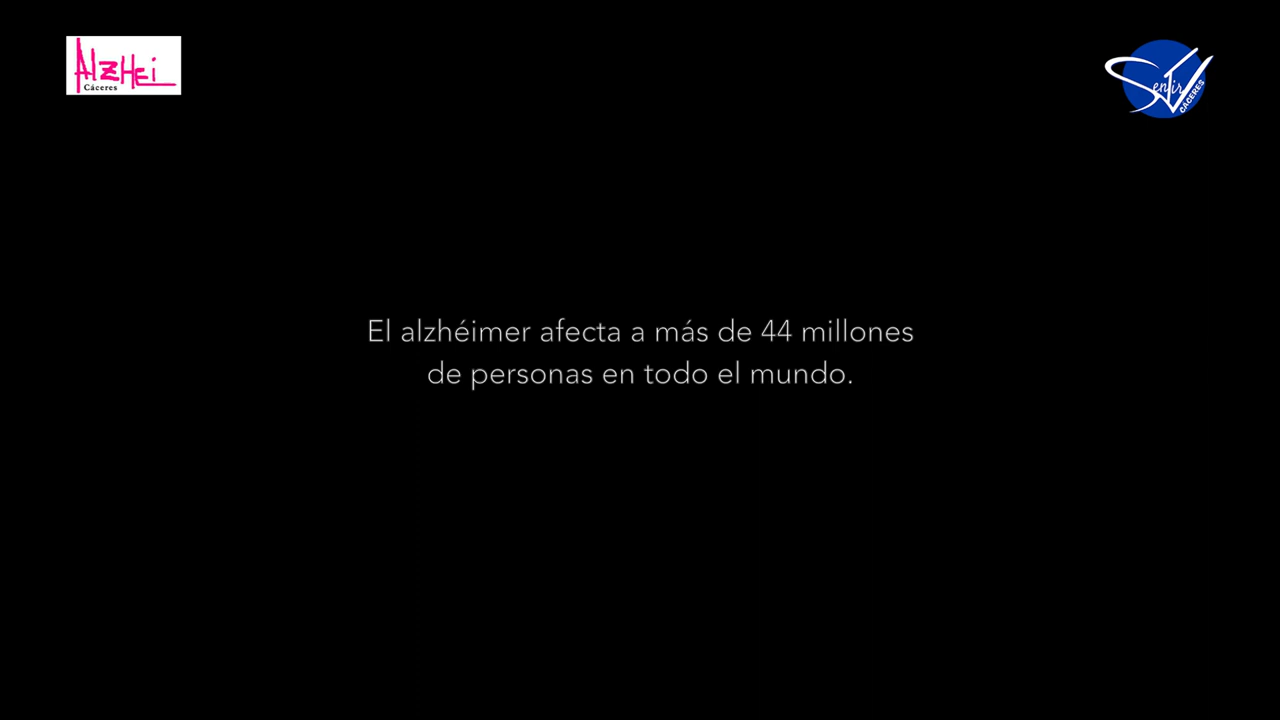 AlzHei
Cáceres
Sentir
CÁCERES
El alzhéimer afecta a más de 44 millones
de personas en todo el mundo.